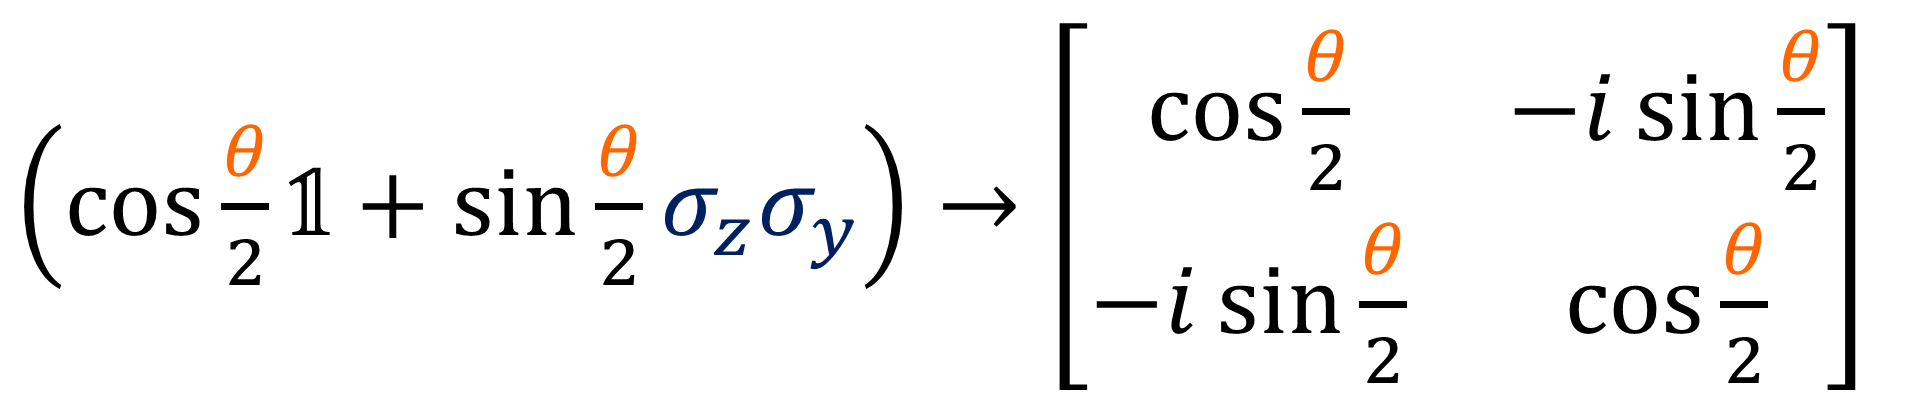 (cos θ/2 𝟙 + sin θ/2 σ_z σ_y) → [cos θ/2 −i sin θ/2
−i sin θ/2 cos θ/2]